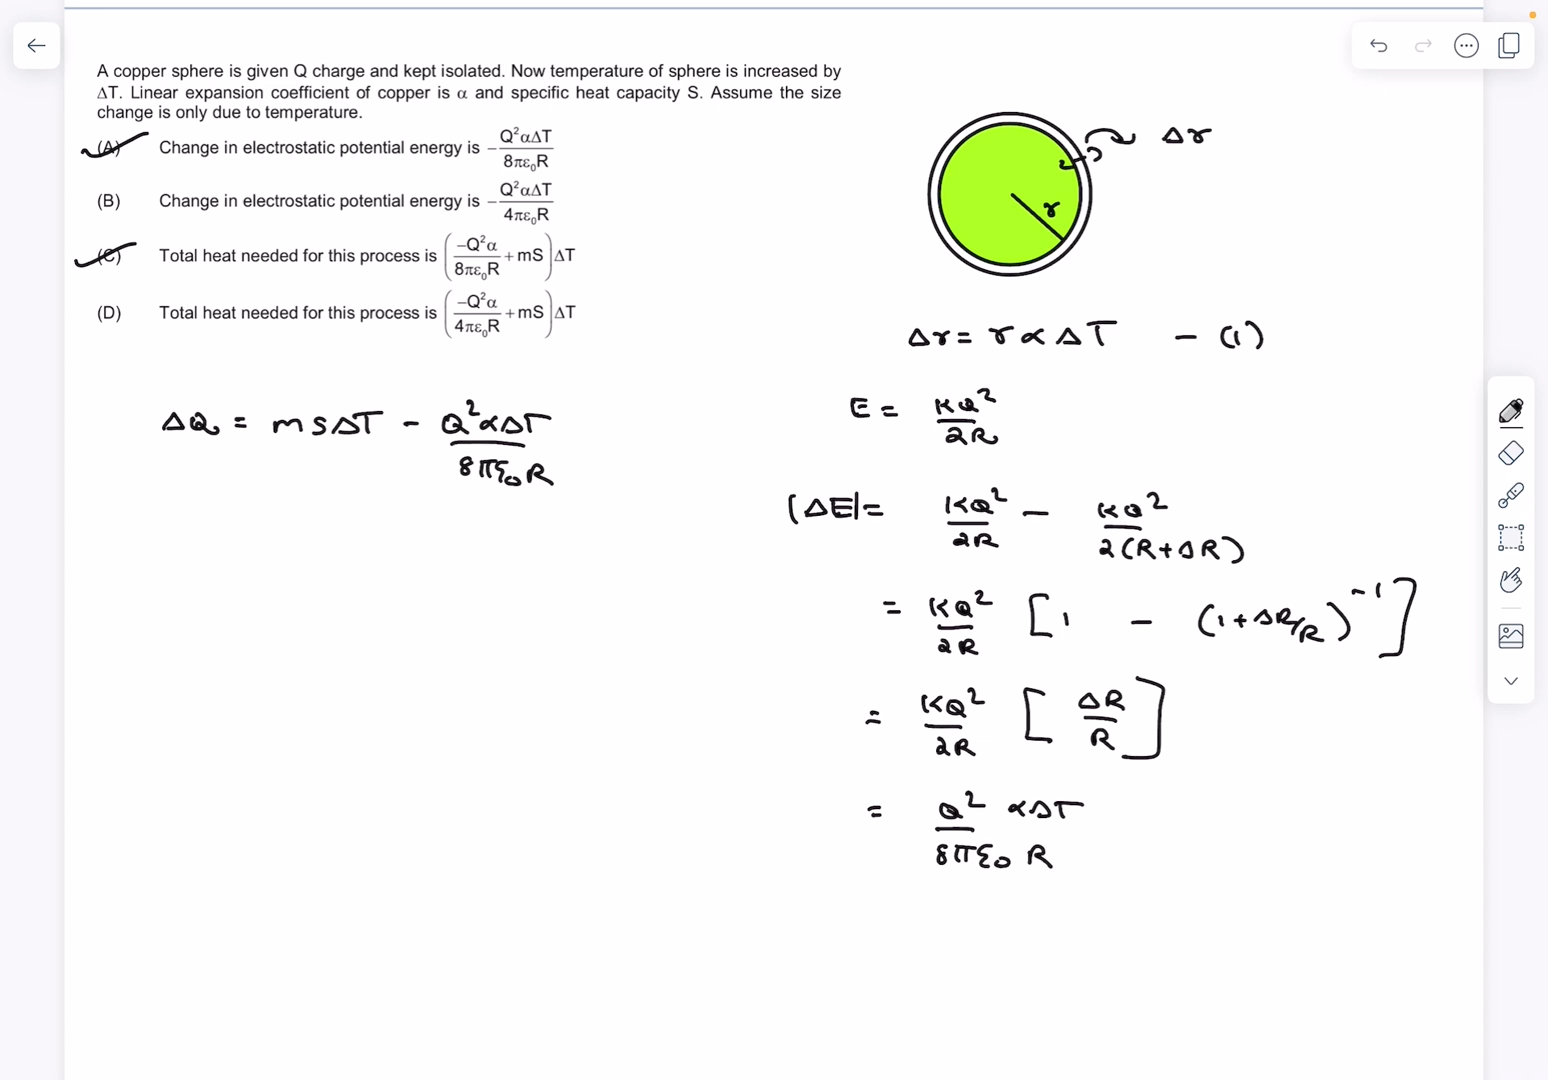 A copper sphere is given Q charge and kept isolated. Now temperature of sphere is increased by
ΔT. Linear expansion coefficient of copper is α and specific heat capacity S. Assume the size
change is only due to temperature.
(A) Change in electrostatic potential energy is -Q²αΔT/8πε₀R
(B) Change in electrostatic potential energy is -Q²αΔT/4πε₀R
(C) Total heat needed for this process is (-Q²α/8πε₀R + mS)ΔT
(D) Total heat needed for this process is (-Q²α/4πε₀R + mS)ΔT
ΔQ = msΔT - Q²αΔT/8πε₀R
Δr
r
Δr = rαΔT - (1)
E = KQ²/2R
|ΔE| = KQ²/2R - KQ²/2(R+ΔR)
= KQ²/2R [1 - (1+ΔR/R)⁻¹]
= KQ²/2R [ΔR/R]
= Q²/8πε₀R αΔT